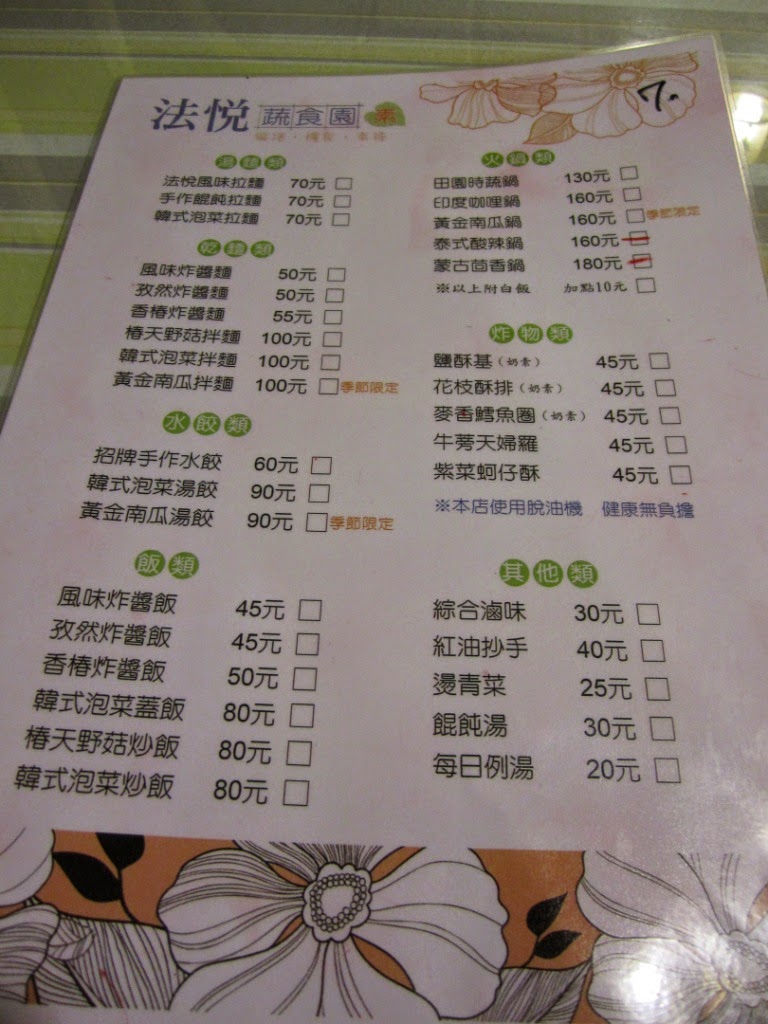 法悅 蔬食園 素
7.
湯麵類
法悅風味拉麵 70元
手作餛飩拉麵 70元
韓式泡菜拉麵 70元
乾麵類
風味炸醬麵 50元
孜然炸醬麵 50元
香椿炸醬麵 55元
椿天野菇拌麵 100元
韓式泡菜拌麵 100元
黃金南瓜拌麵 100元 季節限定
水餃類
招牌手作水餃 60元
韓式泡菜湯餃 90元
黃金南瓜湯餃 90元 季節限定
飯類
風味炸醬飯 45元
孜然炸醬飯 45元
香椿炸醬飯 50元
韓式泡菜蓋飯 80元
椿天野菇炒飯 80元
韓式泡菜炒飯 80元
火鍋類
田園時蔬鍋 130元
印度咖哩鍋 160元
黃金南瓜鍋 160元 季節限定
泰式酸辣鍋 160元
蒙古茴香鍋 180元
※以上附白飯 加點10元
炸物類
鹽酥基(奶素) 45元
花枝酥排(奶素) 45元
麥香鱈魚圈(奶素) 45元
牛蒡天婦羅 45元
紫菜蚵仔酥 45元
※本店使用脫油機 健康無負擔
其他類
綜合滷味 30元
紅油抄手 40元
燙青菜 25元
餛飩湯 30元
每日例湯 20元